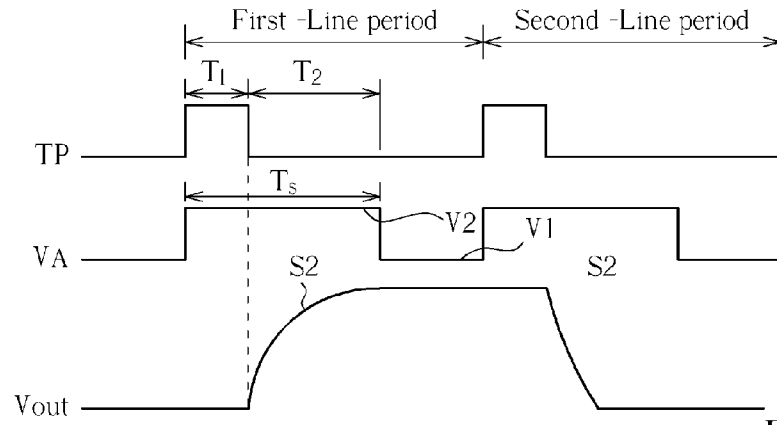 First -Line period Second -Line period
T1 T2
TP
Ts
V2 V1
VA
S2 S2
Vout